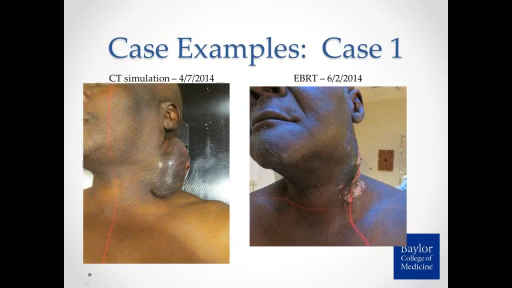 Case Examples: Case 1
CT simulation – 4/7/2014
EBRT – 6/2/2014
Baylor
College of
Medicine